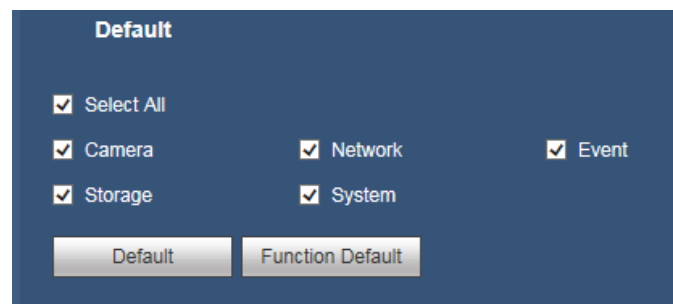 Default
Select All
Camera Network Event
Storage System
Default Function Default